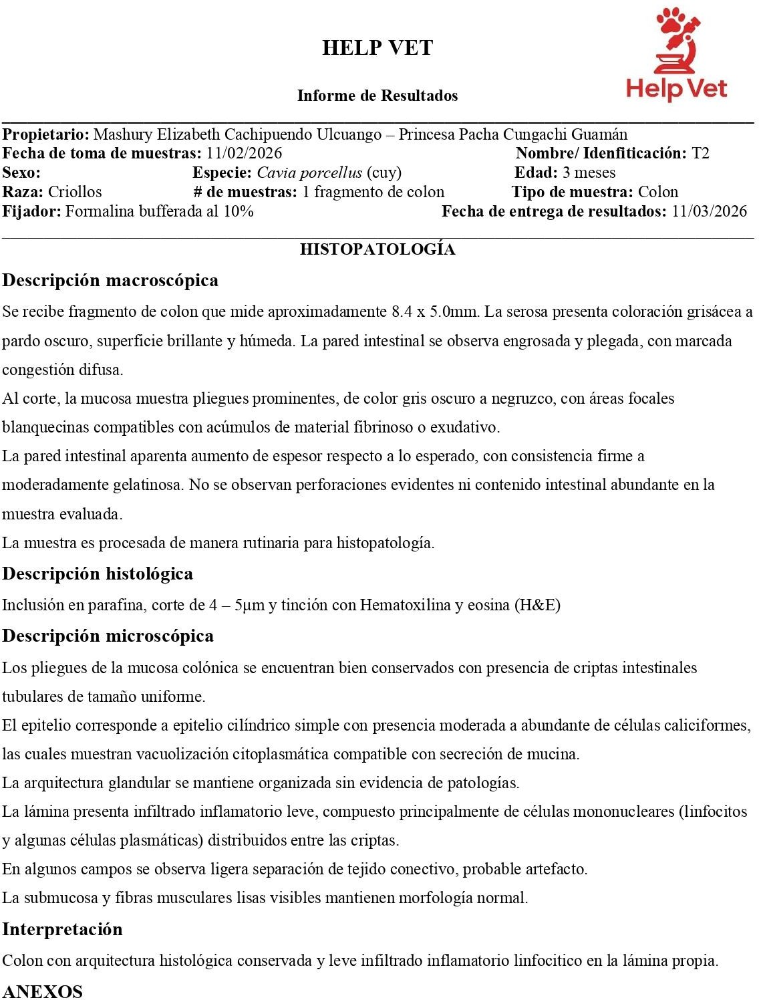 HELP VET
Help Vet
Informe de Resultados
Propietario: Mashury Elizabeth Cachipuendo Ulcuango – Princesa Pacha Cungachi Guamán
Fecha de toma de muestras: 11/02/2026 Nombre/ Idenfiticación: T2
Sexo: Especie: Cavia porcellus (cuy) Edad: 3 meses
Raza: Criollos # de muestras: 1 fragmento de colon Tipo de muestra: Colon
Fijador: Formalina bufferada al 10% Fecha de entrega de resultados: 11/03/2026
HISTOPATOLOGÍA
Descripción macroscópica
Se recibe fragmento de colon que mide aproximadamente 8.4 x 5.0mm. La serosa presenta coloración grisácea a
pardo oscuro, superficie brillante y húmeda. La pared intestinal se observa engrosada y plegada, con marcada
congestión difusa.
Al corte, la mucosa muestra pliegues prominentes, de color gris oscuro a negruzco, con áreas focales
blanquecinas compatibles con acúmulos de material fibrinoso o exudativo.
La pared intestinal aparenta aumento de espesor respecto a lo esperado, con consistencia firme a
moderadamente gelatinosa. No se observan perforaciones evidentes ni contenido intestinal abundante en la
muestra evaluada.
La muestra es procesada de manera rutinaria para histopatología.
Descripción histológica
Inclusión en parafina, corte de 4 – 5μm y tinción con Hematoxilina y eosina (H&E)
Descripción microscópica
Los pliegues de la mucosa colónica se encuentran bien conservados con presencia de criptas intestinales
tubulares de tamaño uniforme.
El epitelio corresponde a epitelio cilíndrico simple con presencia moderada a abundante de células caliciformes,
las cuales muestran vacuolización citoplasmática compatible con secreción de mucina.
La arquitectura glandular se mantiene organizada sin evidencia de patologías.
La lámina presenta infiltrado inflamatorio leve, compuesto principalmente de células mononucleares (linfocitos
y algunas células plasmáticas) distribuidos entre las criptas.
En algunos campos se observa ligera separación de tejido conectivo, probable artefacto.
La submucosa y fibras musculares lisas visibles mantienen morfología normal.
Interpretación
Colon con arquitectura histológica conservada y leve infiltrado inflamatorio linfocitico en la lámina propia.
ANEXOS